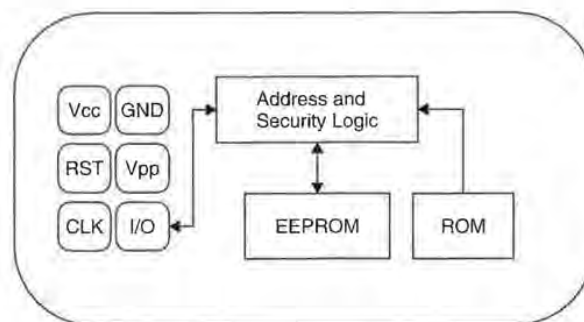 Vcc GND
RST Vpp
CLK I/O
Address and
Security Logic
EEPROM
ROM